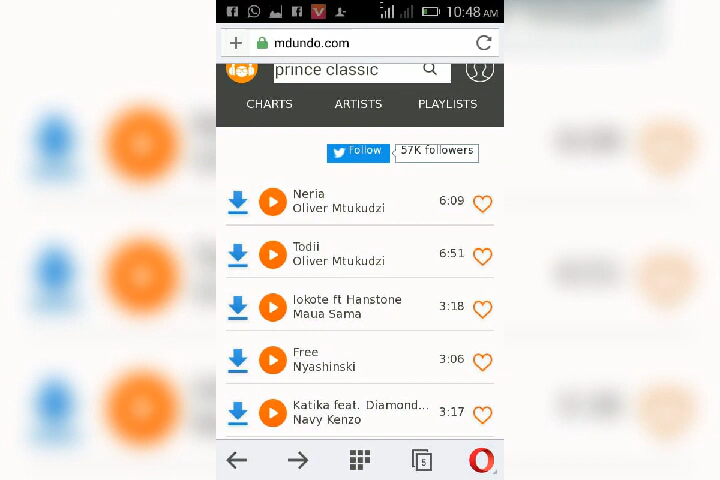 10:48 AM
mdundo.com
prince classic
CHARTS ARTISTS PLAYLISTS
Follow 57K followers
Neria
Oliver Mtukudzi
6:09
Todii
Oliver Mtukudzi
6:51
Iokote ft Hanstone
Maua Sama
3:18
Free
Nyashinski
3:06
Katika feat. Diamond...
Navy Kenzo
3:17
5